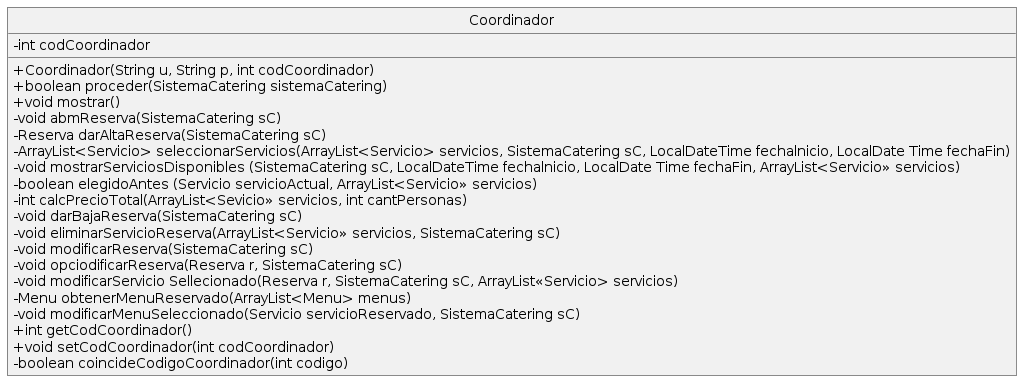 Coordinador
-int codCoordinador
+Coordinador(String u, String p, int codCoordinador)
+boolean proceder(SistemaCatering sistemaCatering)
+void mostrar()
-void abmReserva(SistemaCatering sC)
-Reserva darAltaReserva(SistemaCatering sC)
-ArrayList<Servicio> seleccionarServicios(ArrayList<Servicio> servicios, SistemaCatering sC, LocalDateTime fechaInicio, LocalDate Time fechaFin)
-void mostrarServiciosDisponibles (SistemaCatering sC, LocalDateTime fechaInicio, LocalDate Time fechaFin, ArrayList<Servicio» servicios)
-boolean elegidoAntes (Servicio servicioActual, ArrayList<Servicio» servicios)
-int calcPrecioTotal(ArrayList<Sevicio» servicios, int cantPersonas)
-void darBajaReserva(SistemaCatering sC)
-void eliminarServicioReserva(ArrayList<Servicio» servicios, SistemaCatering sC)
-void modificarReserva(SistemaCatering sC)
-void opciodificarReserva(Reserva r, SistemaCatering sC)
-void modificarServicio Sellecionado(Reserva r, SistemaCatering sC, ArrayList«Servicio> servicios)
-Menu obtenerMenuReservado(ArrayList<Menu> menus)
-void modificarMenuSeleccionado(Servicio servicioReservado, SistemaCatering sC)
+int getCodCoordinador()
+void setCodCoordinador(int codCoordinador)
-boolean coincideCodigoCoordinador(int codigo)